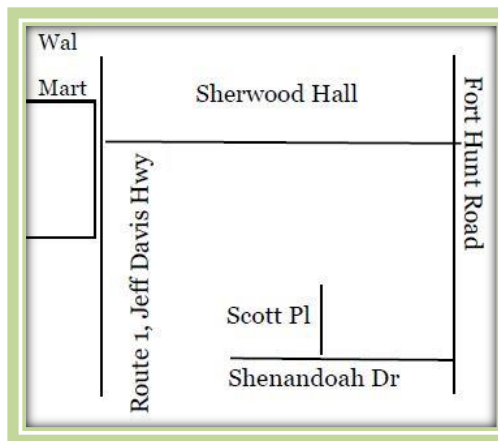 Wal
Mart
Sherwood Hall
Fort Hunt Road
Route 1, Jeff Davis Hwy
Scott Pl
Shenandoah Dr